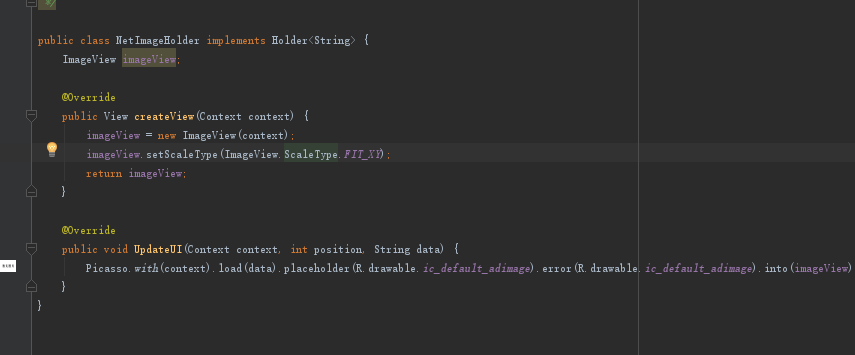 */
public class NetImageHolder implements Holder<String> {
    ImageView imageView;
    @Override
    public View createView(Context context) {
        imageView = new ImageView(context);
        imageView.setScaleType(ImageView.ScaleType.FIT_XY);
        return imageView;
    }
    @Override
    public void UpdateUI(Context context, int position, String data) {
        Picasso.with(context).load(data).placeholder(R.drawable.ic_default_adimage).error(R.drawable.ic_default_adimage).into(imageView)
    }
}